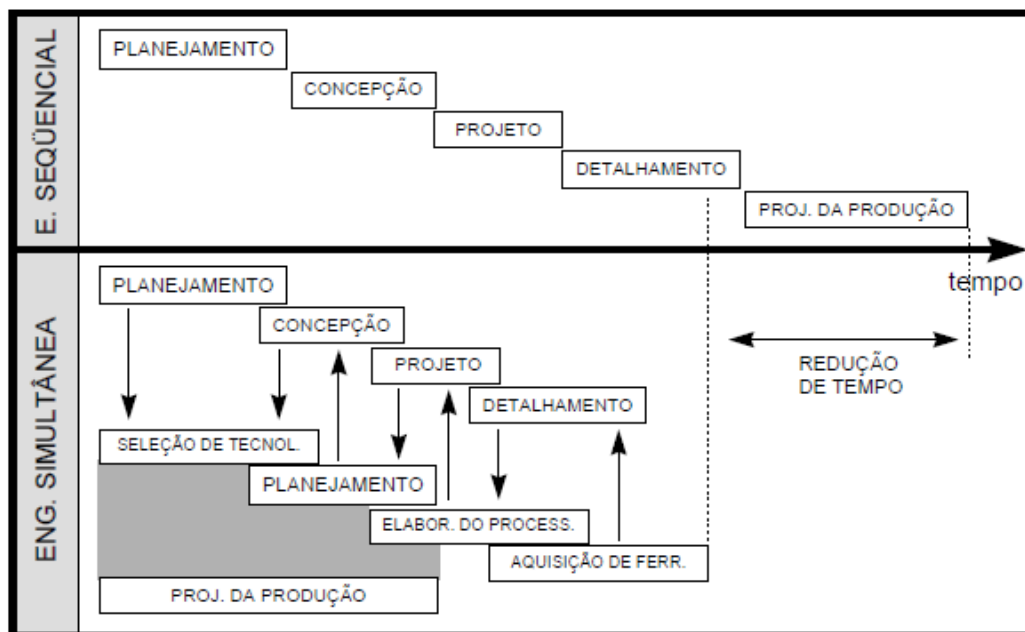 E. SEQÜENCIAL
PLANEJAMENTO
CONCEPÇÃO
PROJETO
DETALHAMENTO
PROJ. DA PRODUÇÃO
tempo
ENG. SIMULTÂNEA
PLANEJAMENTO
CONCEPÇÃO
PROJETO
DETALHAMENTO
REDUÇÃO
DE TEMPO
SELEÇÃO DE TECNOL.
PLANEJAMENTO
ELABOR. DO PROCESS.
AQUISIÇÃO DE FERR.
PROJ. DA PRODUÇÃO